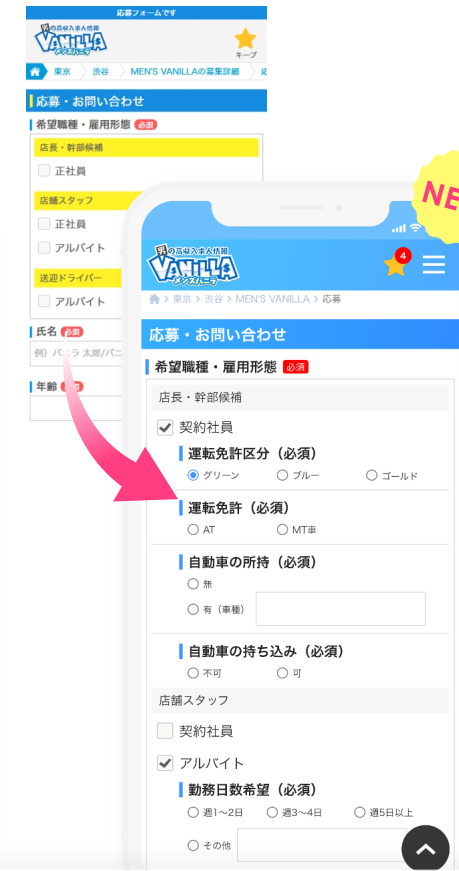 応募フォームです
男の高収入求人情報
VANILLA
メンズバニラ
キープ
東京 渋谷 MEN'S VANILLAの募集詳細 応
応募・お問い合わせ
希望職種・雇用形態 必須
店長・幹部候補
正社員
店舗スタッフ
正社員
アルバイト
送迎ドライバー
アルバイト
氏名 必須
例）バニラ 太郎/バニ
年齢 必須
NE
男の高収入求人情報
VANILLA
メンズバニラ
4
> 東京 > 渋谷 > MEN'S VANILLA > 応募
応募・お問い合わせ
希望職種・雇用形態 必須
店長・幹部候補
契約社員
運転免許区分（必須）
グリーン ブルー ゴールド
運転免許（必須）
AT MT車
自動車の所持（必須）
無
有（車種）
自動車の持ち込み（必須）
不可 可
店舗スタッフ
契約社員
アルバイト
勤務日数希望（必須）
週1〜2日 週3〜4日 週5日以上
その他